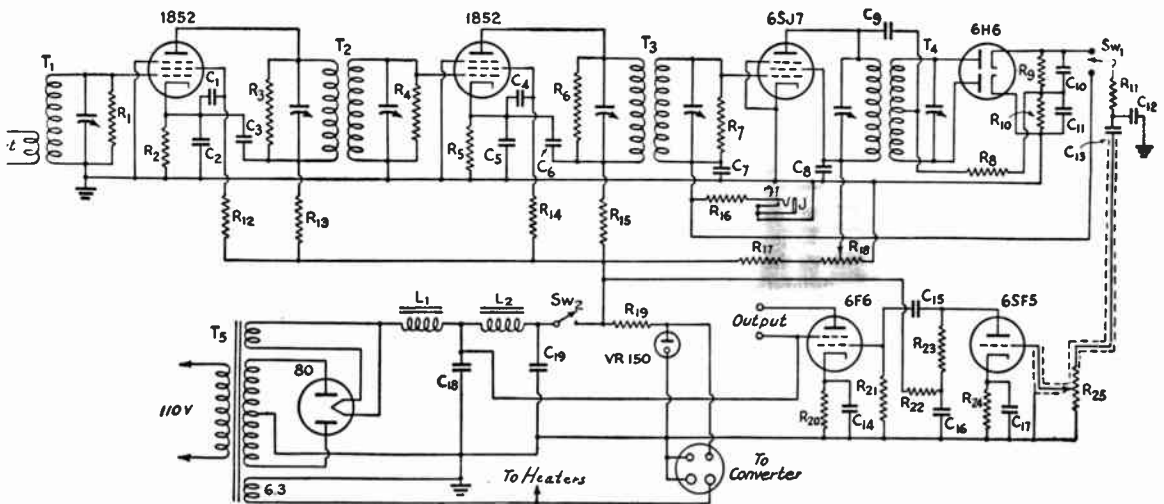 1852 1852 6SJ7 C9 6H6
T1 T2 T3 T4 Sw1
R1 C1 R3 R4 C4 R6 R7 R9 C10 R11
R2 C2 C3 R5 C5 C6 C7 C8 R10 C11 C12
R8 C13
t
R12 R13 R14 R15 R16 J
R17 R18
L1 L2 Sw2 R19 Output 6F6 C15 6SF5
T5 80 C18 C19 VR 150 R21 R23 R22 R25
110V R20 C14 C16 R24 C17
6.3 To Heaters To
Converter